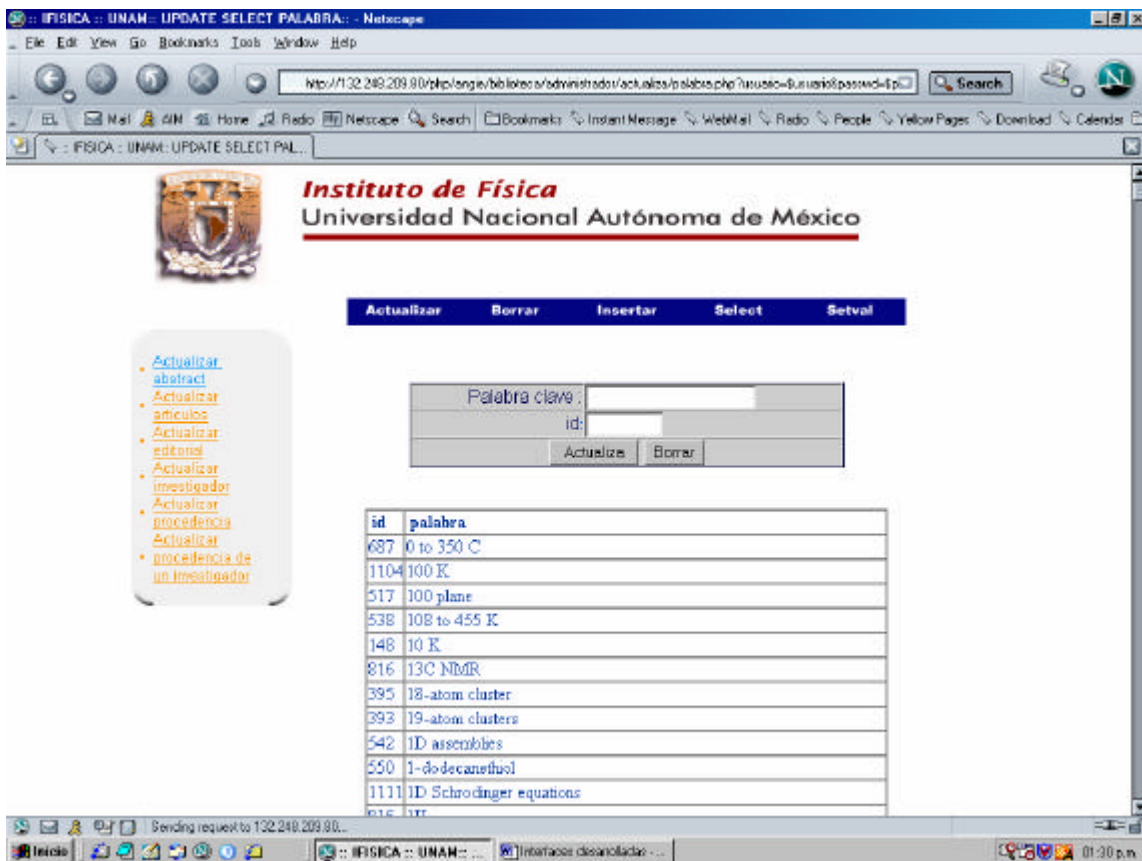 :: IFISICA :: UNAM:: UPDATE SELECT PALABRA:: - Netscape
File Edit View Go Bookmarks Tools Window Help
Search N
Mail AIM Home Radio Netscape Search Bookmarks Instant Message WebMail Radio People Yellow Pages Download Calendar
:: IFISICA :: UNAM:: UPDATE SELECT PAL...
Instituto de Física
Universidad Nacional Autónoma de México
Actualizar Borrar Insertar Select Setval
Actualizar
abstract
Actualizar
articulos
Actualizar
editorial
Actualizar
investigador
Actualizar
procedencia
Actualizar
procedencia de
un investigador
Palabra clave :
id:
Actualiza Borrar
id palabra
687 0 to 350 C
1104 100 K
517 100 plane
538 108 to 455 K
148 10 K
816 13C NMR
395 18-atom cluster
393 19-atom clusters
542 1D assemblies
550 1-dodecanethiol
1111 1D Schrodinger equations
Sending request to 132.248.209.80...
Inicio :: IFISICA :: UNAM:: ... Interfaces desarrolladas - ... 01:30 p.m.